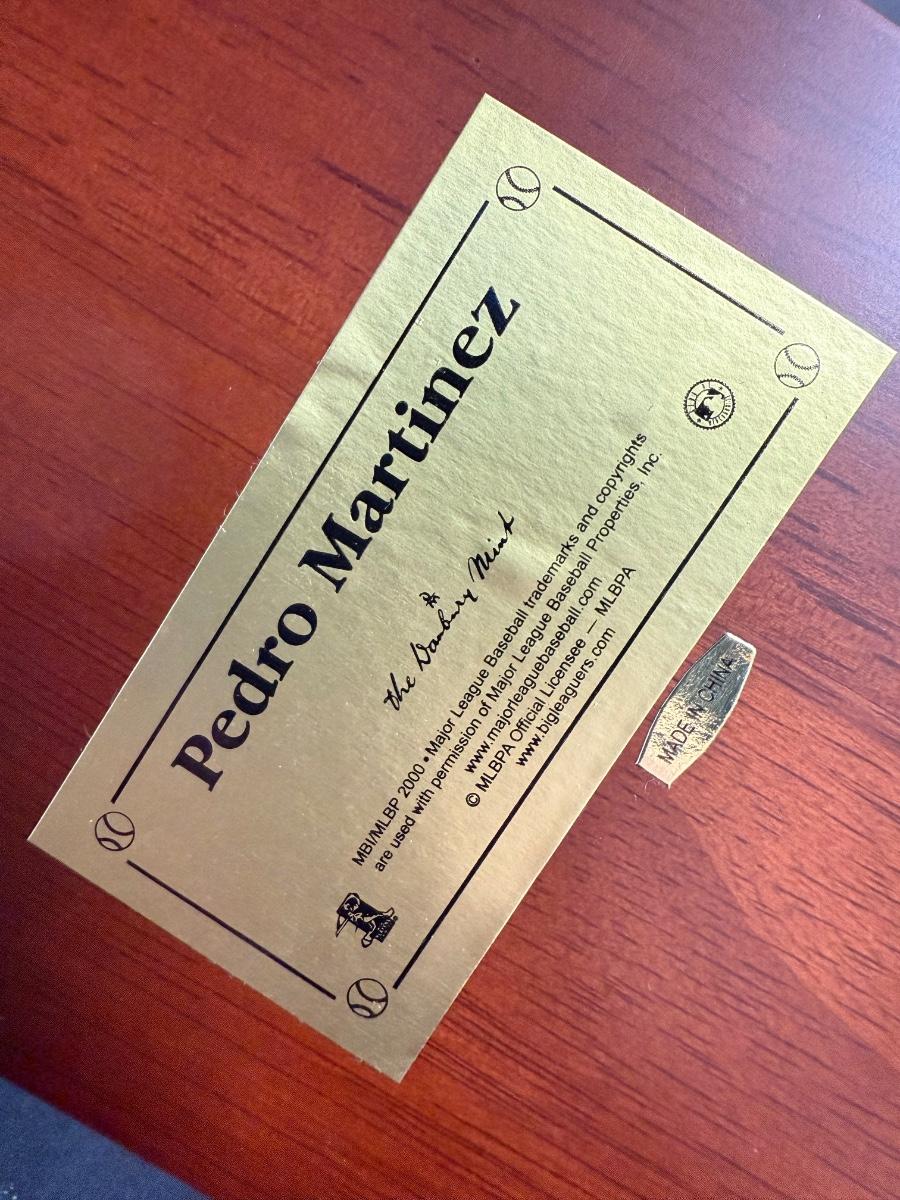 Pedro Martinez
the Danbury Mint
MBI/MLBP 2000 • Major League Baseball trademarks and copyrights
are used with permission of Major League Baseball Properties, Inc.
www.majorleaguebaseball.com
© MLBPA Official Licensee — MLBPA
www.bigleaguers.com
MADE IN CHINA